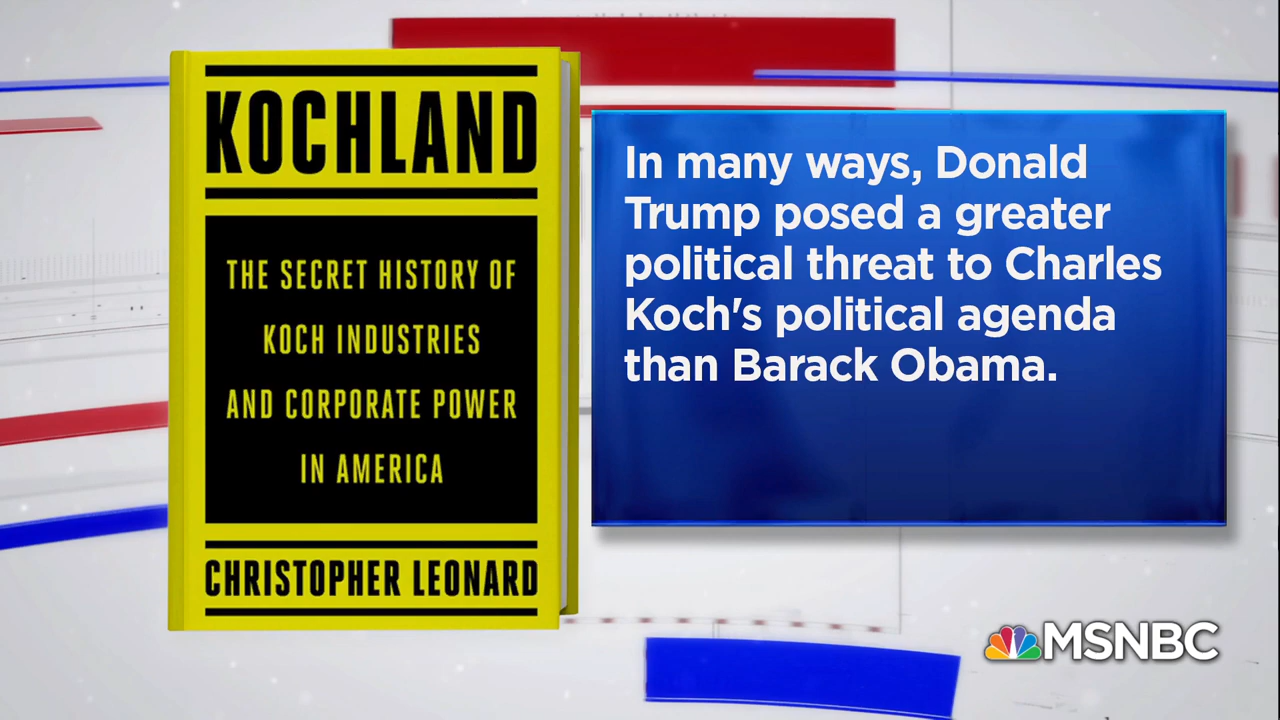 KOCHLAND
THE SECRET HISTORY OF
KOCH INDUSTRIES
AND CORPORATE POWER
IN AMERICA
CHRISTOPHER LEONARD
In many ways, Donald
Trump posed a greater
political threat to Charles
Koch's political agenda
than Barack Obama.
MSNBC